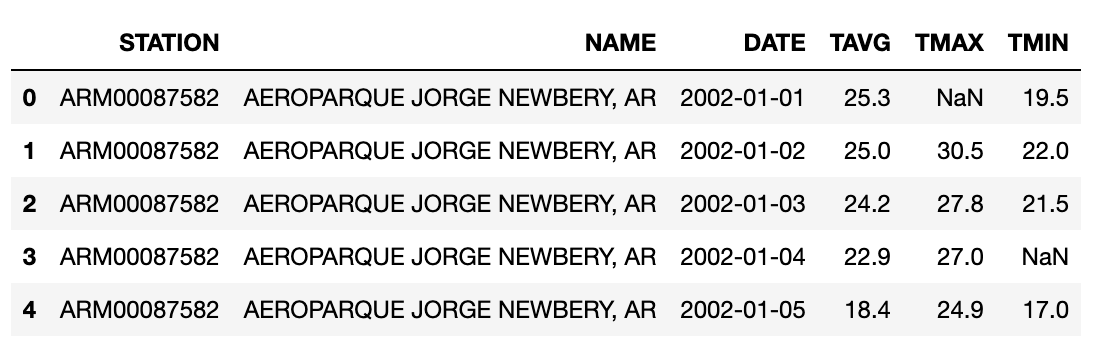 STATION NAME DATE TAVG TMAX TMIN
0 ARM00087582 AEROPARQUE JORGE NEWBERY, AR 2002-01-01 25.3 NaN 19.5
1 ARM00087582 AEROPARQUE JORGE NEWBERY, AR 2002-01-02 25.0 30.5 22.0
2 ARM00087582 AEROPARQUE JORGE NEWBERY, AR 2002-01-03 24.2 27.8 21.5
3 ARM00087582 AEROPARQUE JORGE NEWBERY, AR 2002-01-04 22.9 27.0 NaN
4 ARM00087582 AEROPARQUE JORGE NEWBERY, AR 2002-01-05 18.4 24.9 17.0